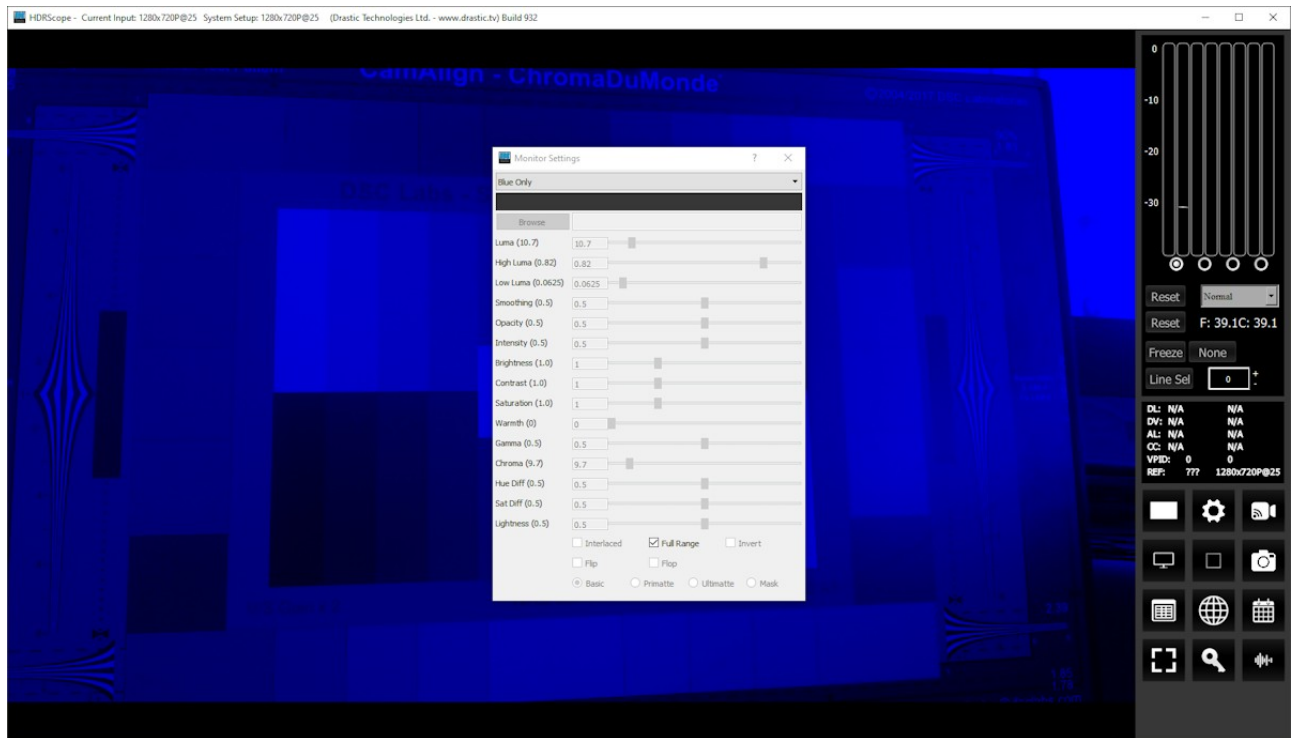 HDRScope - Current Input: 1280x720P@25 System Setup: 1280x720P@25 (Drastic Technologies Ltd. - www.drastic.tv) Build 932
CamAlign - ChromaDuMonde
DSC Labs
Monitor Settings
? ×
Blue Only
Browse
Luma (10.7) 10.7
High Luma (0.82) 0.82
Low Luma (0.0625) 0.0625
Smoothing (0.5) 0.5
Opacity (0.5) 0.5
Intensity (0.5) 0.5
Brightness (1.0) 1
Contrast (1.0) 1
Saturation (1.0) 1
Warmth (0) 0
Gamma (0.5) 0.5
Chroma (9.7) 9.7
Hue Diff (0.5) 0.5
Sat Diff (0.5) 0.5
Lightness (0.5) 0.5
Interlaced Full Range Invert
Flip Flop
Basic Primatte Ultimatte Mask
0
-10
-20
-30
Reset Normal
Reset F: 39.1C: 39.1
Freeze None
Line Sel 0 + -
DL: N/A N/A
DV: N/A N/A
AL: N/A N/A
CC: N/A N/A
VPID: 0 0
REF: ??? 1280x720P@25